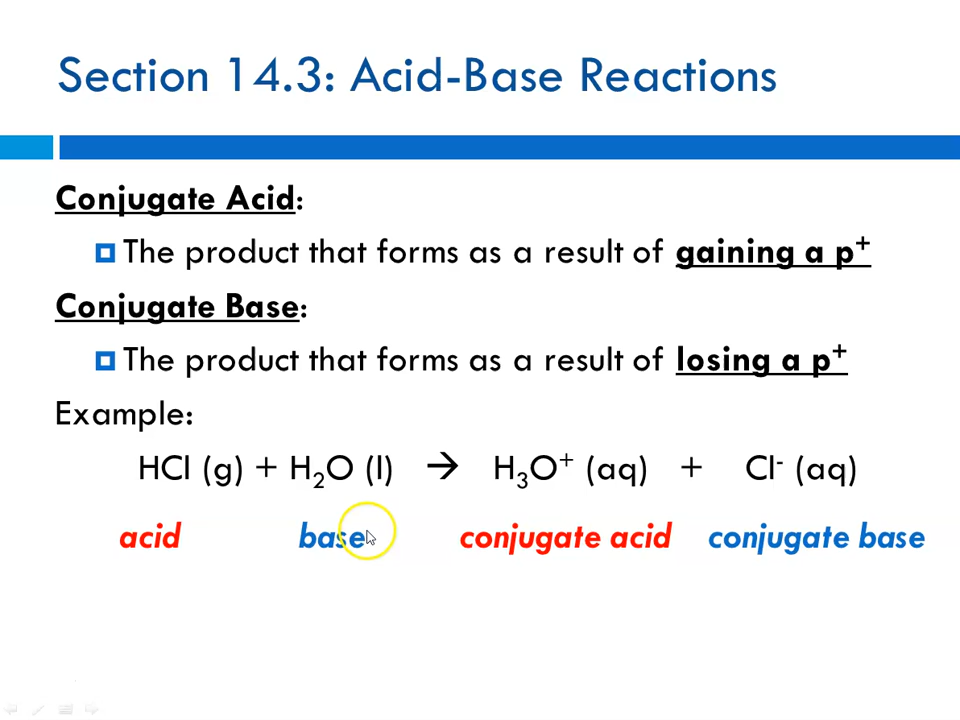 Section 14.3: Acid-Base Reactions
Conjugate Acid:
The product that forms as a result of gaining a p⁺
Conjugate Base:
The product that forms as a result of losing a p⁺
Example:
HCl (g) + H₂O (l) → H₃O⁺ (aq) + Cl⁻ (aq)
acid base conjugate acid conjugate base